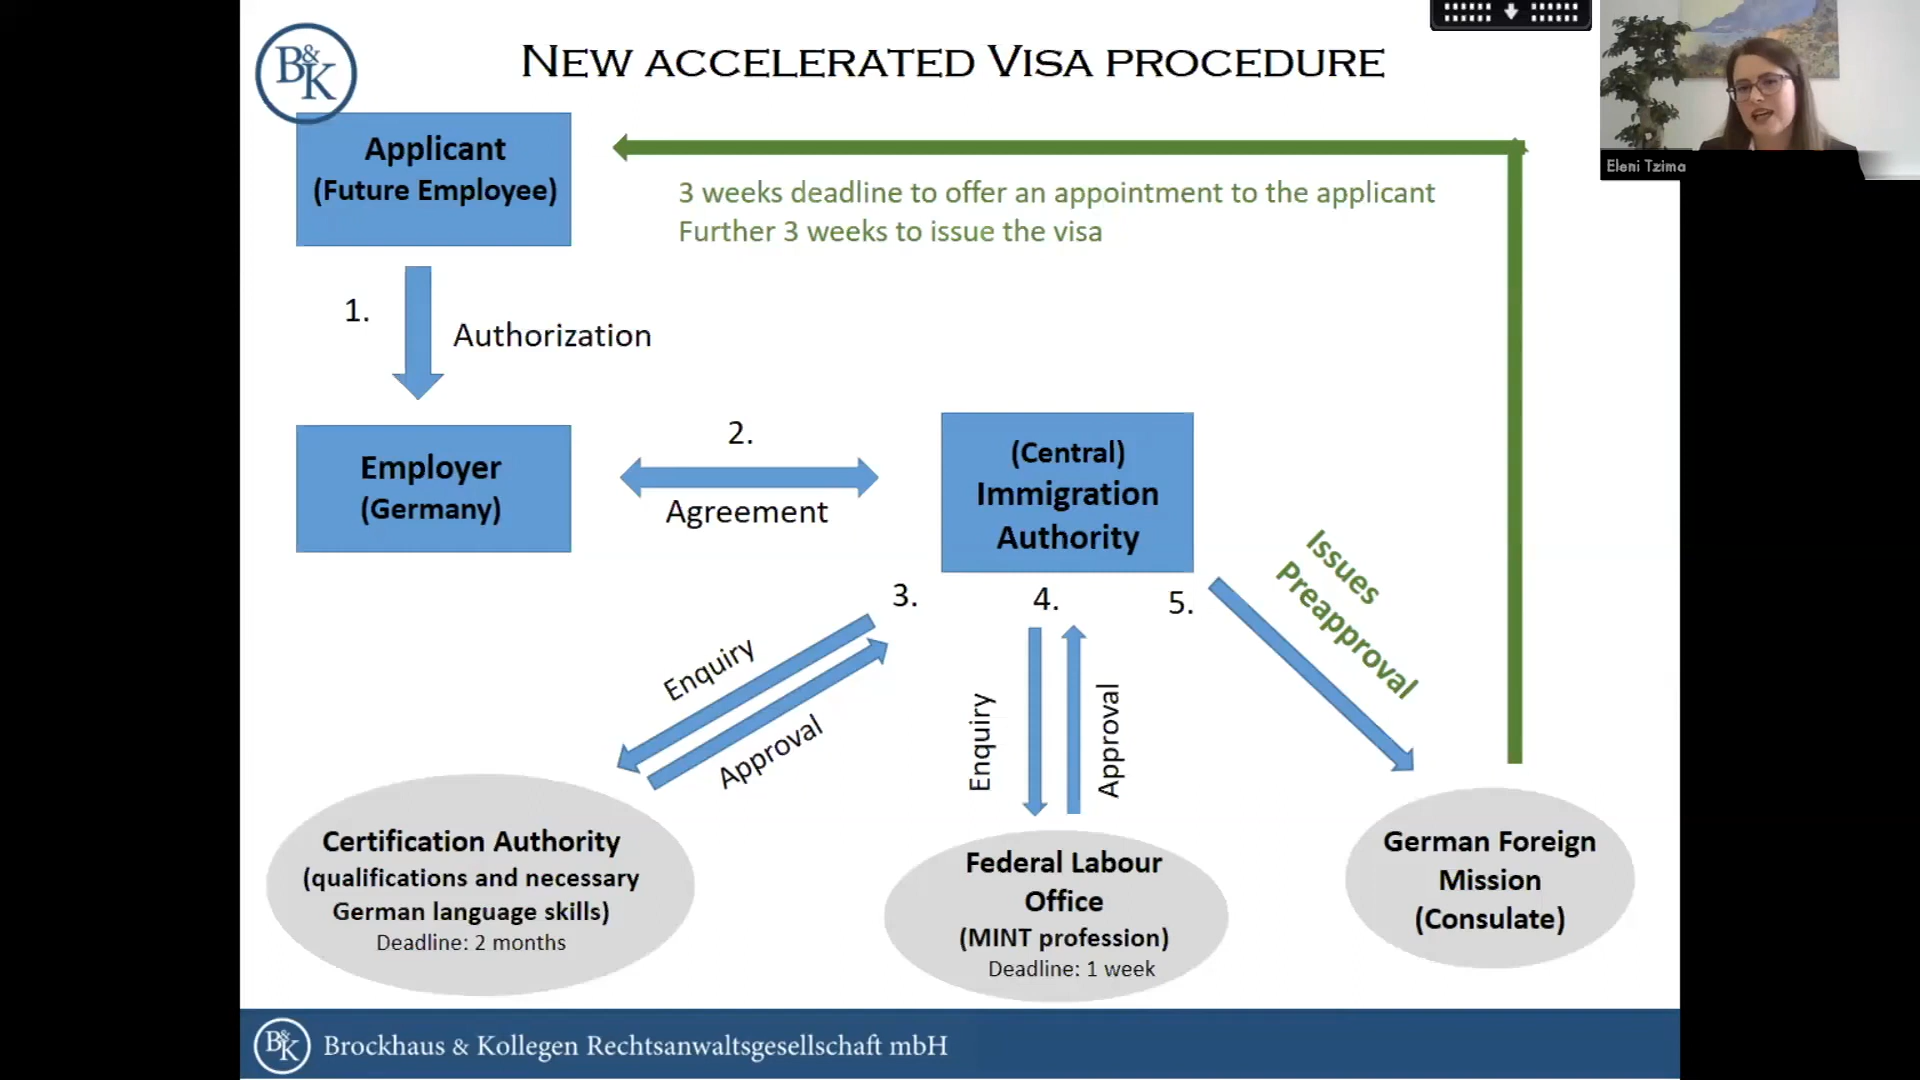 B&K
NEW ACCELERATED VISA PROCEDURE
Eleni Tzima
Applicant
(Future Employee)
3 weeks deadline to offer an appointment to the applicant
Further 3 weeks to issue the visa
1.
Authorization
Employer
(Germany)
2.
Agreement
(Central)
Immigration
Authority
3.
Enquiry
Approval
4.
Enquiry
Approval
5.
Issues
Preapproval
Certification Authority
(qualifications and necessary
German language skills)
Deadline: 2 months
Federal Labour
Office
(MINT profession)
Deadline: 1 week
German Foreign
Mission
(Consulate)
B&K
Brockhaus & Kollegen Rechtsanwaltsgesellschaft mbH